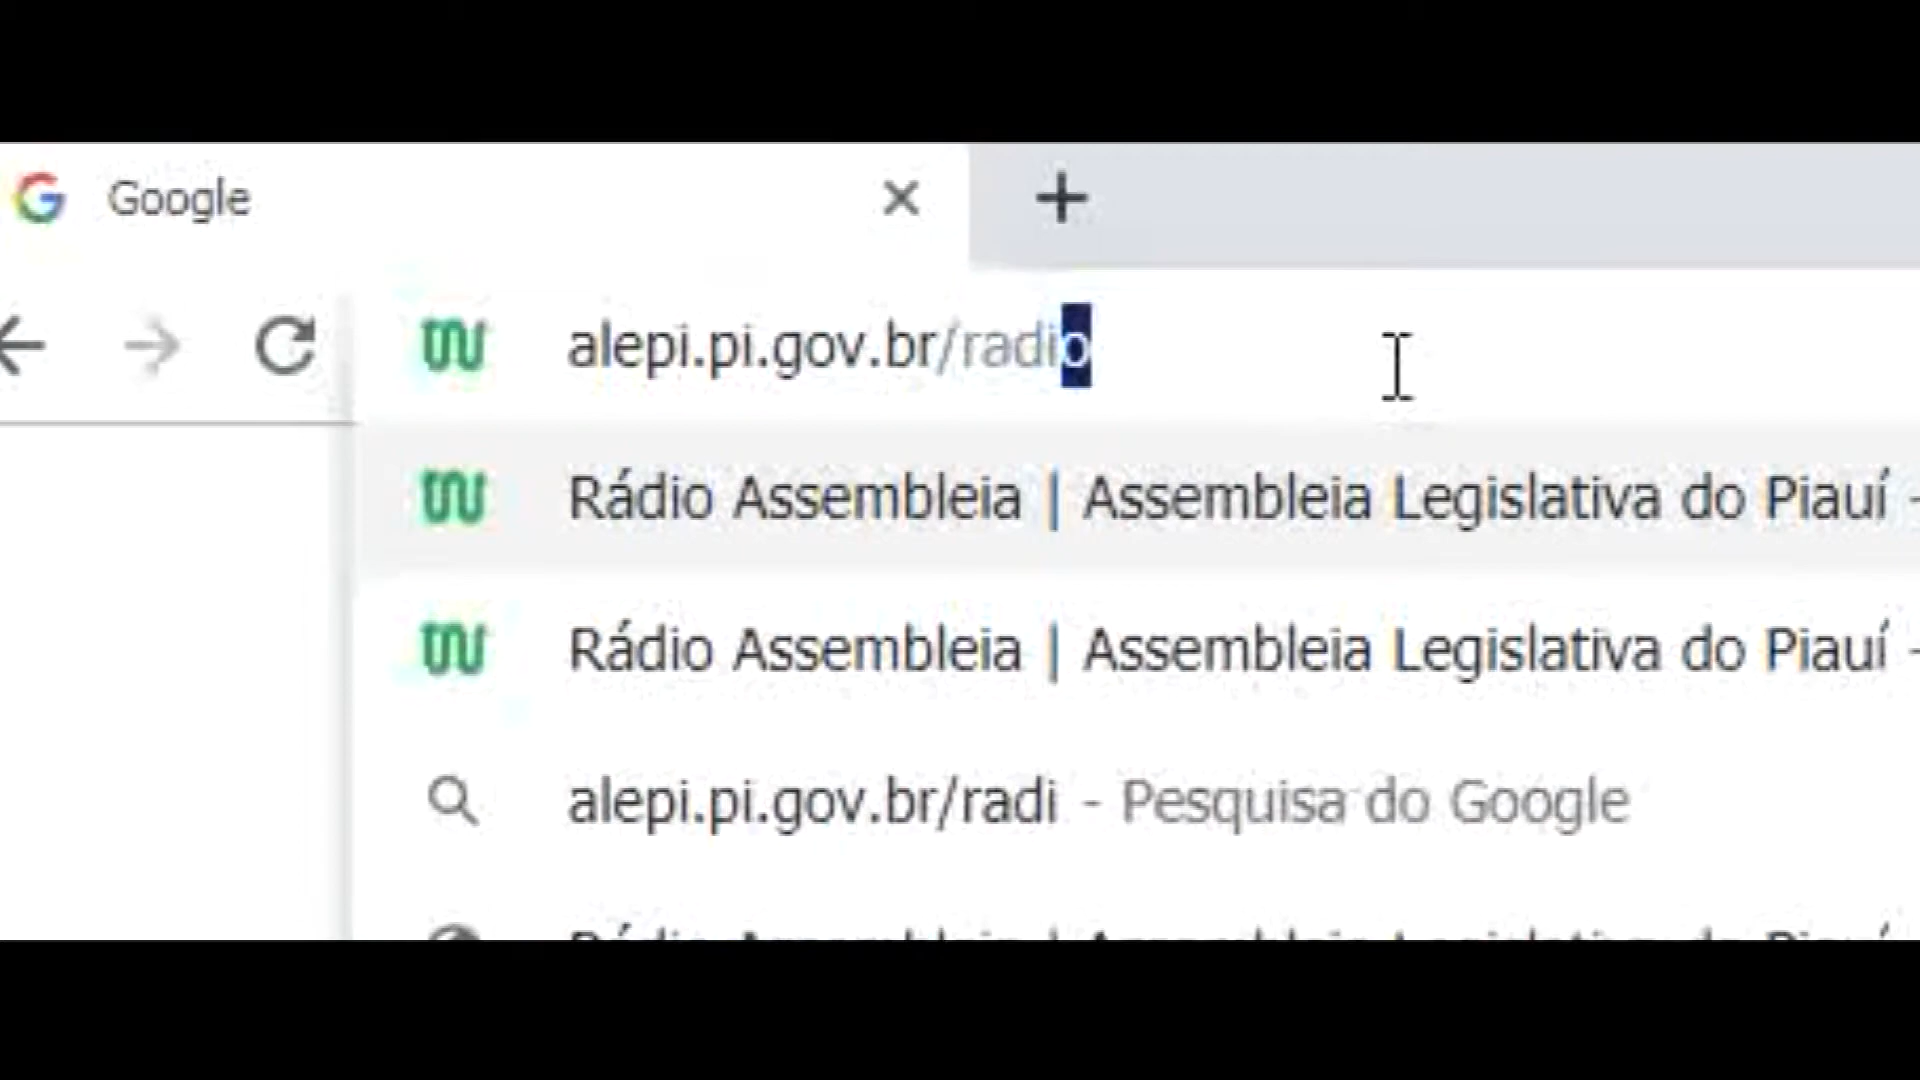 Google
alepi.pi.gov.br/radio
Rádio Assembleia | Assembleia Legislativa do Piauí -
Rádio Assembleia | Assembleia Legislativa do Piauí -
alepi.pi.gov.br/radi - Pesquisa do Google